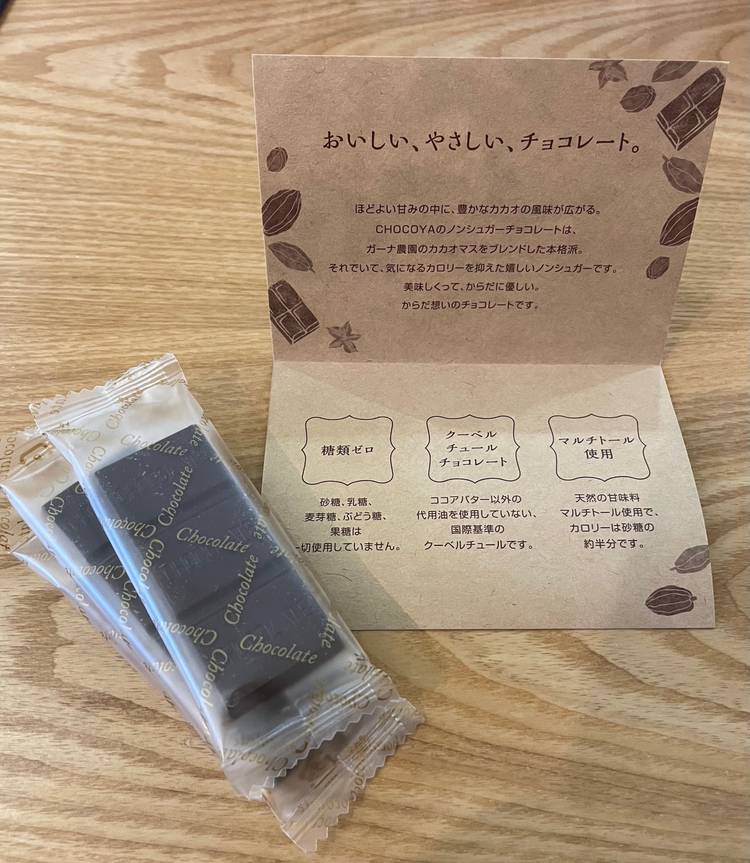 おいしい、やさしい、チョコレート。
ほどよい甘みの中に、豊かなカカオの風味が広がる。
CHOCOYAのノンシュガーチョコレートは、
ガーナ農園のカカオマスをブレンドした本格派。
それでいて、気になるカロリーを抑えた嬉しいノンシュガーです。
美味しくって、からだに優しい。
からだ想いのチョコレートです。
糖類ゼロ
砂糖、乳糖、
麦芽糖、ぶどう糖、
果糖は
一切使用していません。
クーベル
チュール
チョコレート
ココアバター以外の
代用油を使用していない、
国際基準の
クーベルチュールです。
マルチトール
使用
天然の甘味料
マルチトール使用で、
カロリーは砂糖の
約半分です。
Chocolate
Chocolate
Chocolate
Chocolate
Chocolate
Chocolate